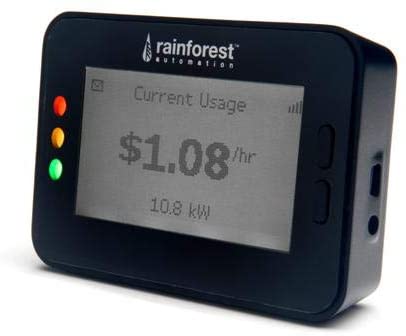 rainforest™
automation
Current Usage
$1.08/hr
10.8 kW